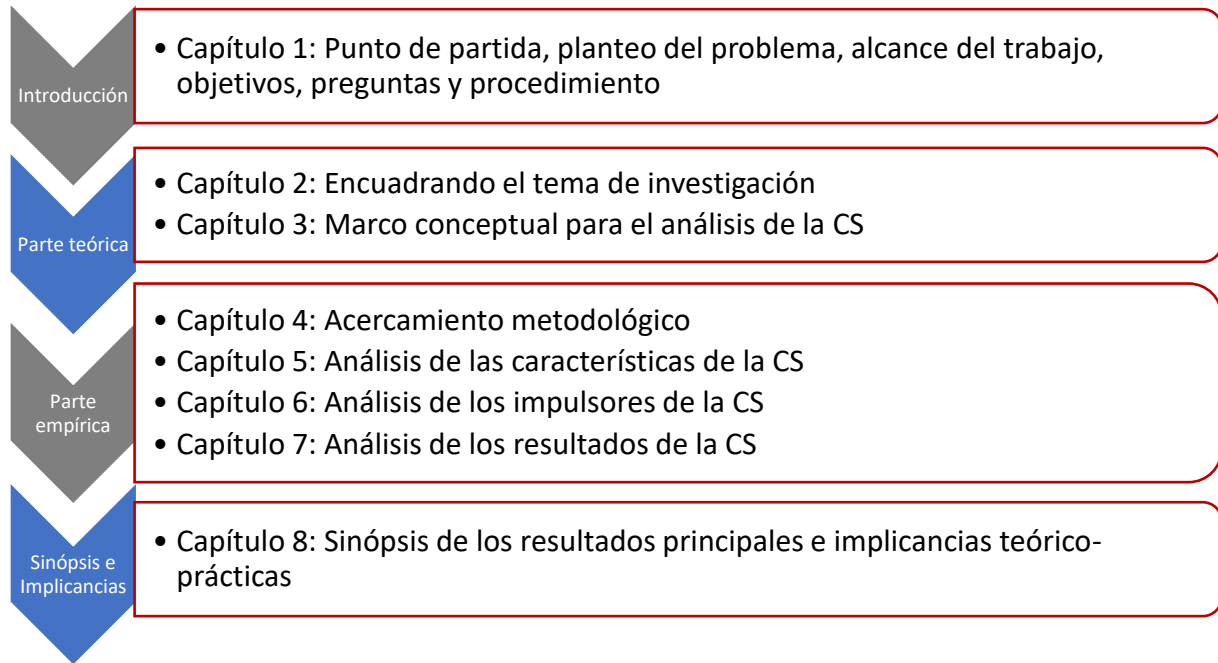 Introducción
• Capítulo 1: Punto de partida, planteo del problema, alcance del trabajo,
objetivos, preguntas y procedimiento
Parte teórica
• Capítulo 2: Encuadrando el tema de investigación
• Capítulo 3: Marco conceptual para el análisis de la CS
Parte
empírica
• Capítulo 4: Acercamiento metodológico
• Capítulo 5: Análisis de las características de la CS
• Capítulo 6: Análisis de los impulsores de la CS
• Capítulo 7: Análisis de los resultados de la CS
Sinópsis e
Implicancias
• Capítulo 8: Sinópsis de los resultados principales e implicancias teórico-
prácticas